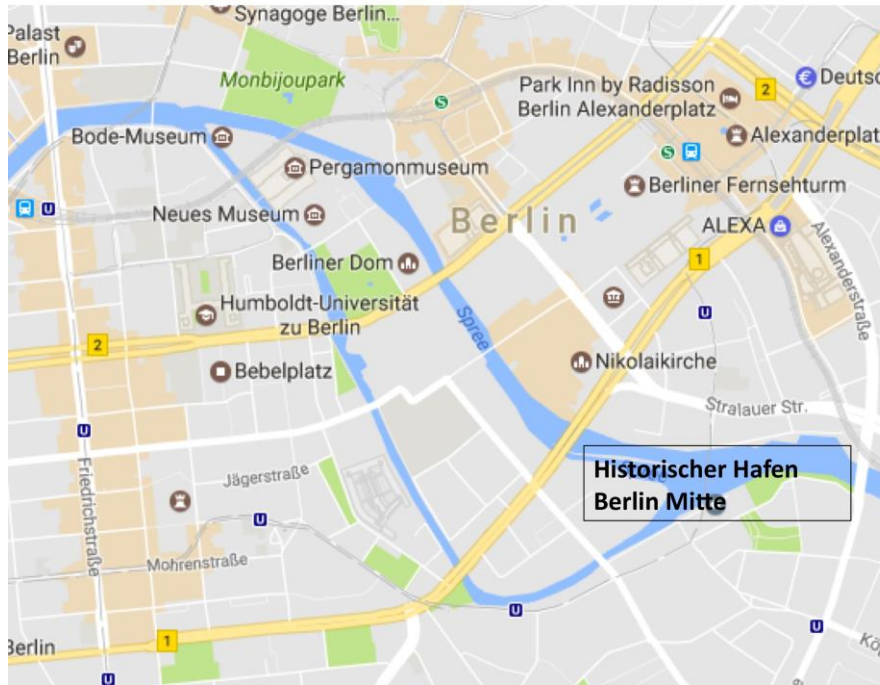 Synagoge Berlin...
Palast
Berlin
Monbijoupark
S
Park Inn by Radisson
Berlin Alexanderplatz
2
€
Deutsc
Bode-Museum
Pergamonmuseum
S
Alexanderplat
Berliner Fernsehturm
U
Neues Museum
Berlin
ALEXA
Berliner Dom
1
Alexanderstraße
Humboldt-Universität
zu Berlin
U
Spree
2
Bebelplatz
Nikolaikirche
Stralauer Str.
U
Friedrichstraße
Jägerstraße
Historischer Hafen
Berlin Mitte
U
Mohrenstraße
U
U
Berlin
1
Köp
U